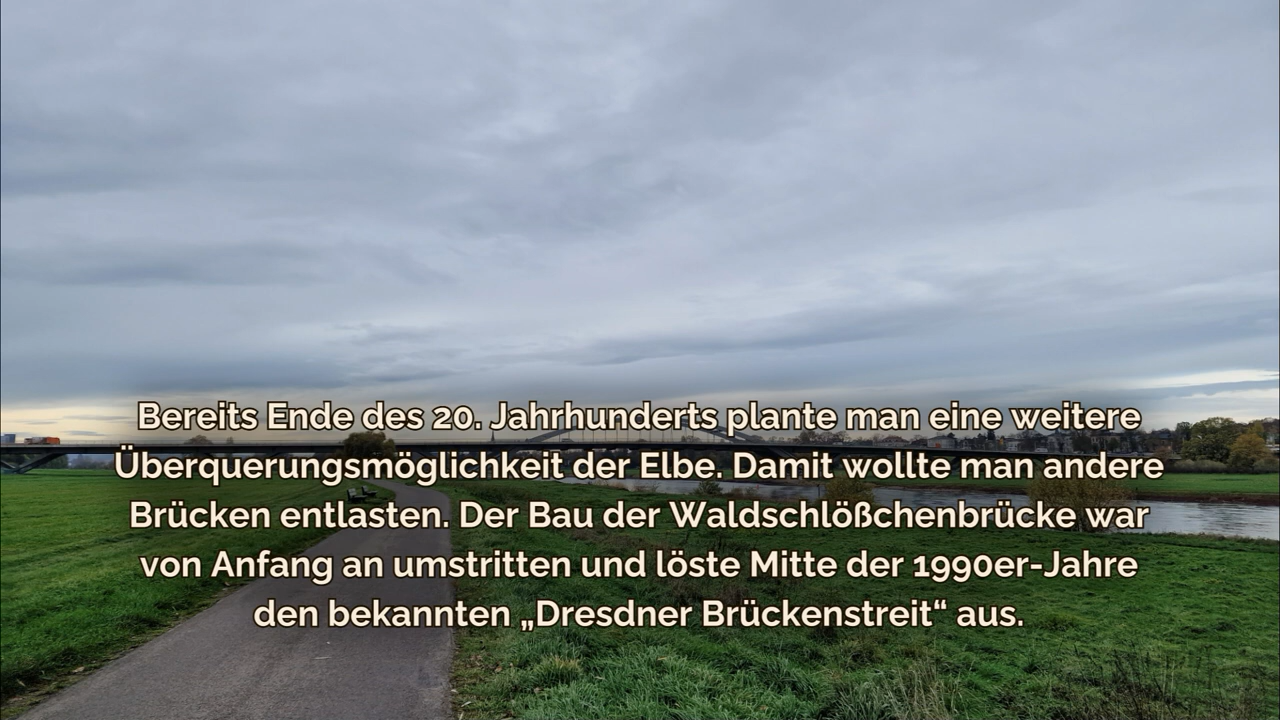 Bereits Ende des 20. Jahrhunderts plante man eine weitere
Überquerungsmöglichkeit der Elbe. Damit wollte man andere
Brücken entlasten. Der Bau der Waldschlößchenbrücke war
von Anfang an umstritten und löste Mitte der 1990er-Jahre
den bekannten „Dresdner Brückenstreit“ aus.